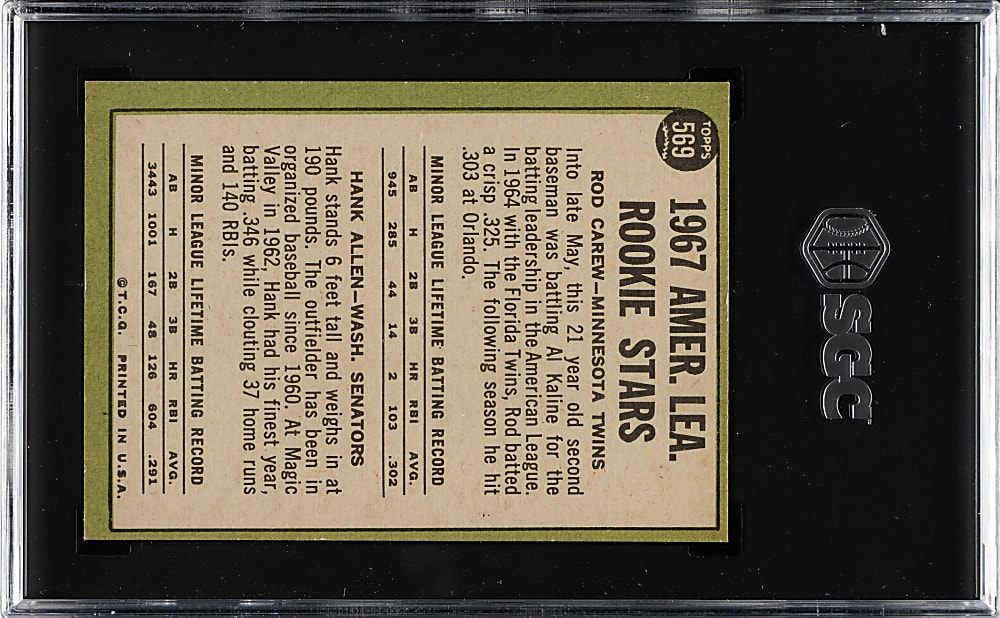 TOPPS
569
1967 AMER. LEA.
ROOKIE STARS
ROD CAREW—MINNESOTA TWINS
Into late May, this 21 year old second
baseman was battling Al Kaline for the
batting leadership in the American League.
In 1964 with the Florida Twins, Rod batted
a crisp .325. The following season he hit
.303 at Orlando.
MINOR LEAGUE LIFETIME BATTING RECORD
AB H 2B 3B HR RBI AVG.
945 285 44 14 2 103 .302
HANK ALLEN—WASH. SENATORS
Hank stands 6 feet tall and weighs in at
190 pounds. The outfielder has been in
organized baseball since 1960. At Magic
Valley in 1962, Hank had his finest year,
batting .346 while clouting 37 home runs
and 140 RBIs.
MINOR LEAGUE LIFETIME BATTING RECORD
AB H 2B 3B HR RBI AVG.
3443 1001 167 48 126 604 .291
©T.C.G. PRINTED IN U.S.A.
SGC